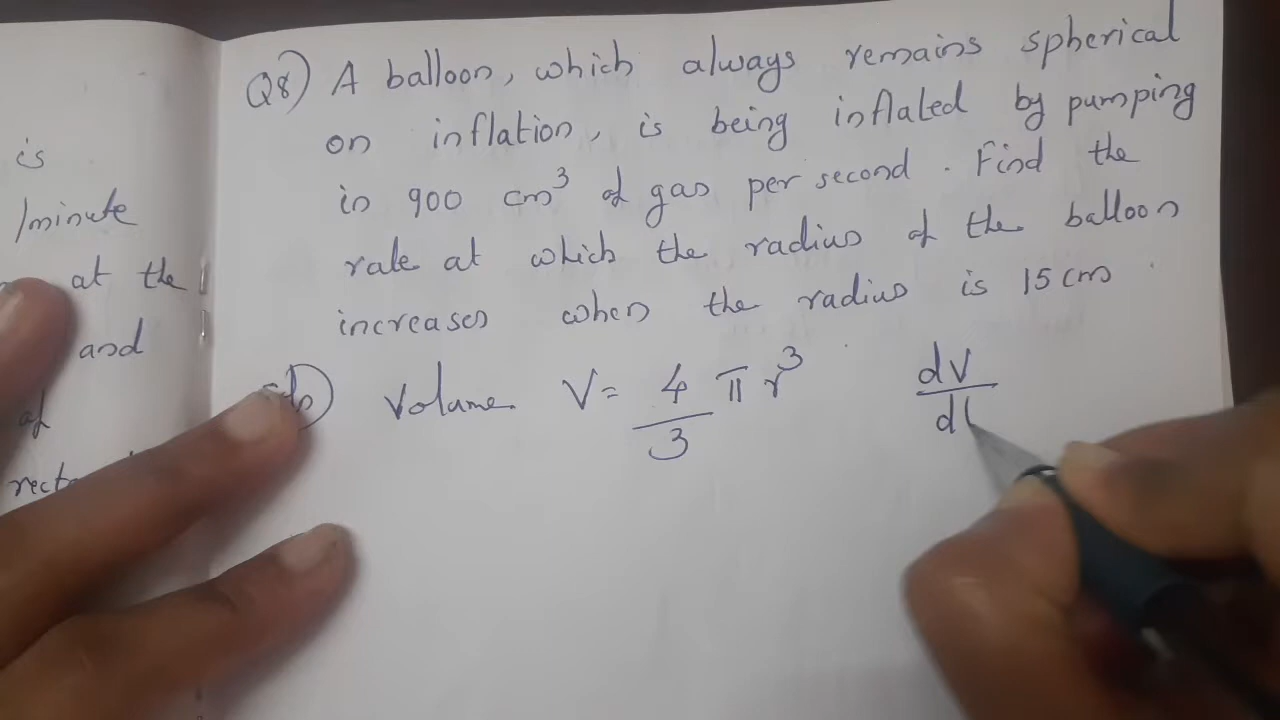 is
/minute
at the
and
of
Q8) A balloon, which always remains spherical
on inflation, is being inflated by pumping
in 900 cm³ of gas per second. Find the
rate at which the radius of the balloon
increases when the radius is 15 cm.
Volume V = 4/3 π r³ dV/d